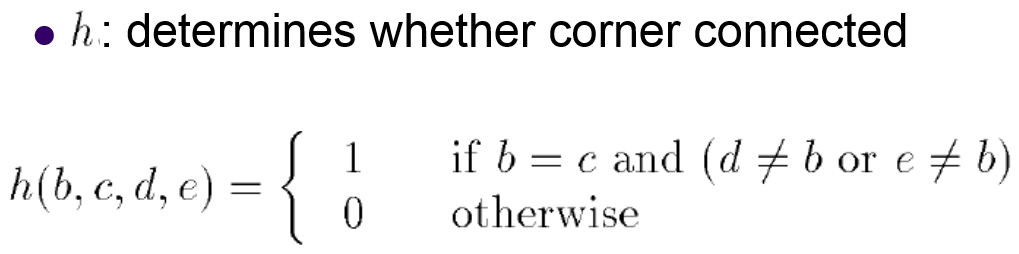 • h: determines whether corner connected
h(b, c, d, e) = { 1 if b = c and (d ≠ b or e ≠ b)
0 otherwise